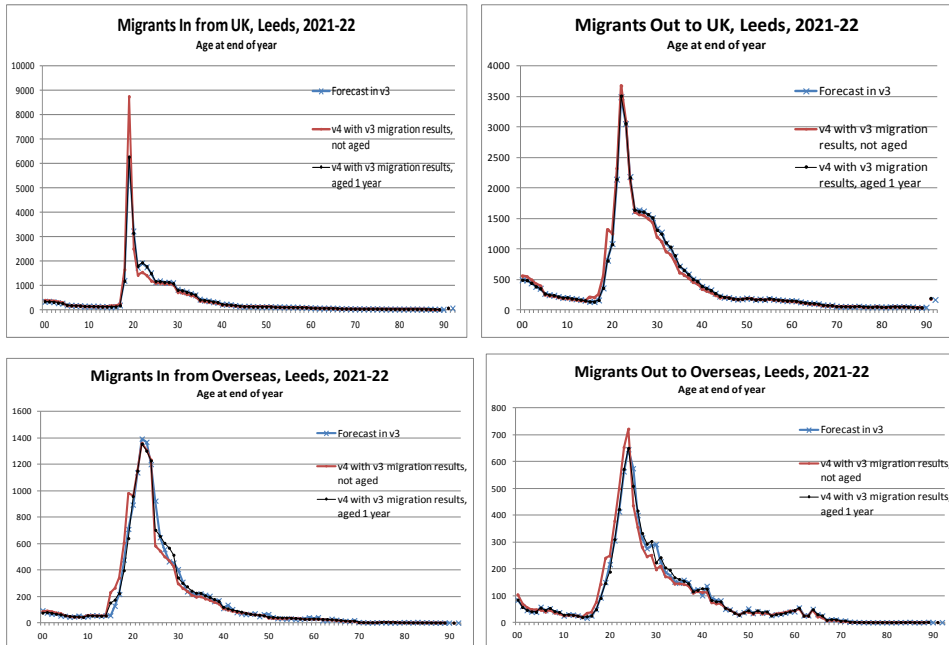 Migrants In from UK, Leeds, 2021-22
Age at end of year
10000
9000
8000
7000
6000
5000
4000
3000
2000
1000
0
Forecast in v3
v4 with v3 migration results,
not aged
v4 with v3 migration results,
aged 1 year
00 10 20 30 40 50 60 70 80 90
Migrants Out to UK, Leeds, 2021-22
Age at end of year
4000
3500
3000
2500
2000
1500
1000
500
0
Forecast in v3
v4 with v3 migration
results, not aged
v4 with v3 migration
results, aged 1 year
00 10 20 30 40 50 60 70 80 90
Migrants In from Overseas, Leeds, 2021-22
Age at end of year
1600
1400
1200
1000
800
600
400
200
0
Forecast in v3
v4 with v3 migration results,
not aged
v4 with v3 migration results,
aged 1 year
00 10 20 30 40 50 60 70 80 90
Migrants Out to Overseas, Leeds, 2021-22
Age at end of year
800
700
600
500
400
300
200
100
0
Forecast in v3
v4 with v3 migration results,
not aged
v4 with v3 migration results,
aged 1 year
00 10 20 30 40 50 60 70 80 90